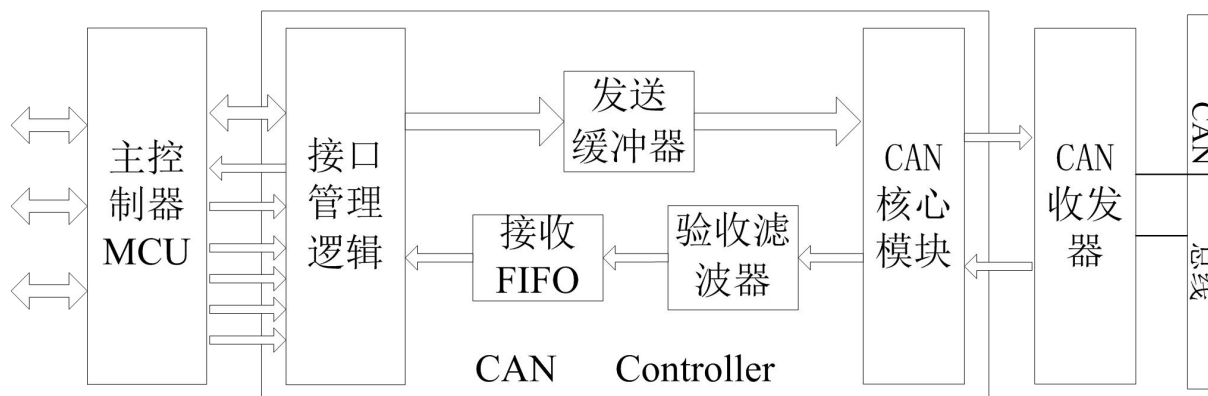 主控
制器
MCU
接口
管理
逻辑
发送
缓冲器
接收
FIFO
验收滤
波器
CAN
核心
模块
CAN
收发
器
CAN
总线
CAN Controller